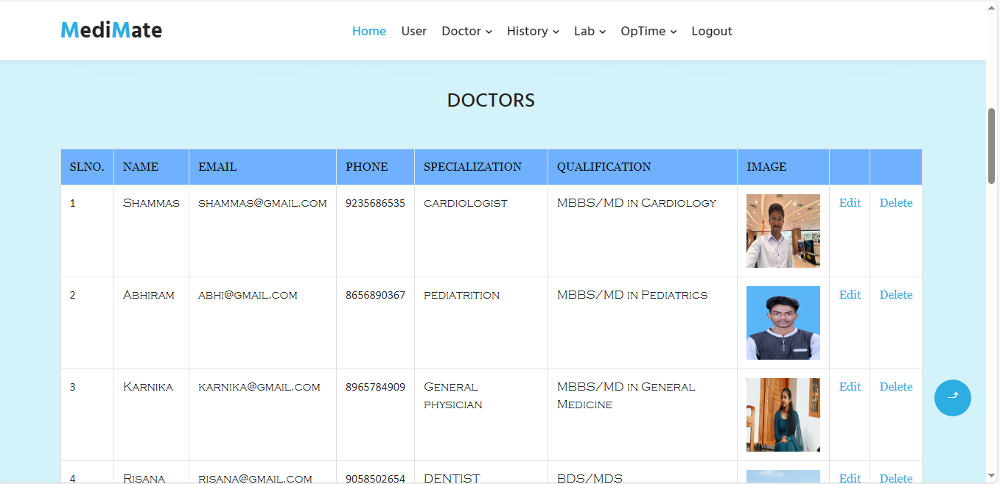 MediMate
Home User Doctor History Lab OpTime Logout
DOCTORS
SLNO. NAME EMAIL PHONE SPECIALIZATION QUALIFICATION IMAGE
1 Shammas shammas@gmail.com 9235686535 cardiologist MBBS/MD in Cardiology Edit Delete
2 Abhiram abhi@gmail.com 8656890367 pediatrition MBBS/MD in Pediatrics Edit Delete
3 Karnika karnika@gmail.com 8965784909 General MBBS/MD in General Edit Delete
physician Medicine
4 Risana risana@gmail.com 9058502654 DENTIST BDS/MDS Edit Delete